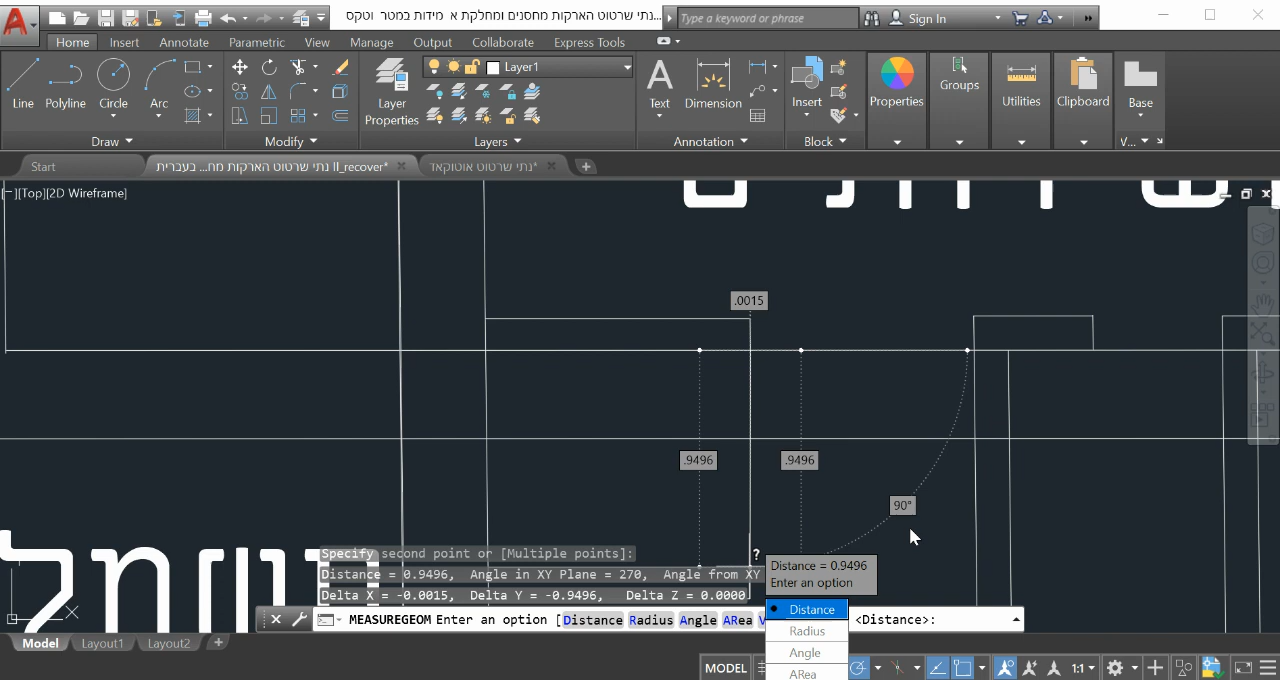 נתי שרטוט הארקות מחסנים ומחלקת א מידות במטר וטקס...
Type a keyword or phrase
Sign In
Home Insert Annotate Parametric View Manage Output Collaborate Express Tools
Line Polyline Circle Arc
Layer Properties
Layer1
Text Dimension
Insert
Properties Groups Utilities Clipboard Base
Draw Modify Layers Annotation Block V...
Start
נתי שרטוט הארקות מח... בעברית II_recover*
נתי שרטוט אוטוקאד*
[−][Top][2D Wireframe]
.0015
.9496 .9496
90°
Specify second point or [Multiple points]:
Distance = 0.9496, Angle in XY Plane = 270, Angle from XY
Delta X = -0.0015, Delta Y = -0.9496, Delta Z = 0.0000
?
Distance = 0.9496
Enter an option
MEASUREGEOM Enter an option [Distance Radius Angle ARea V <Distance>:
Distance
Radius
Angle
ARea
X
Model Layout1 Layout2
MODEL 1:1